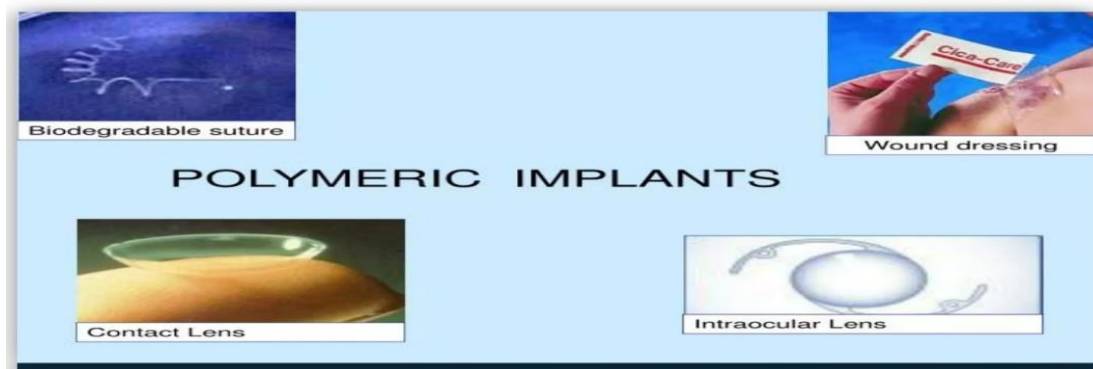 Cica-Care
Biodegradable suture
Wound dressing
POLYMERIC IMPLANTS
Contact Lens
Intraocular Lens